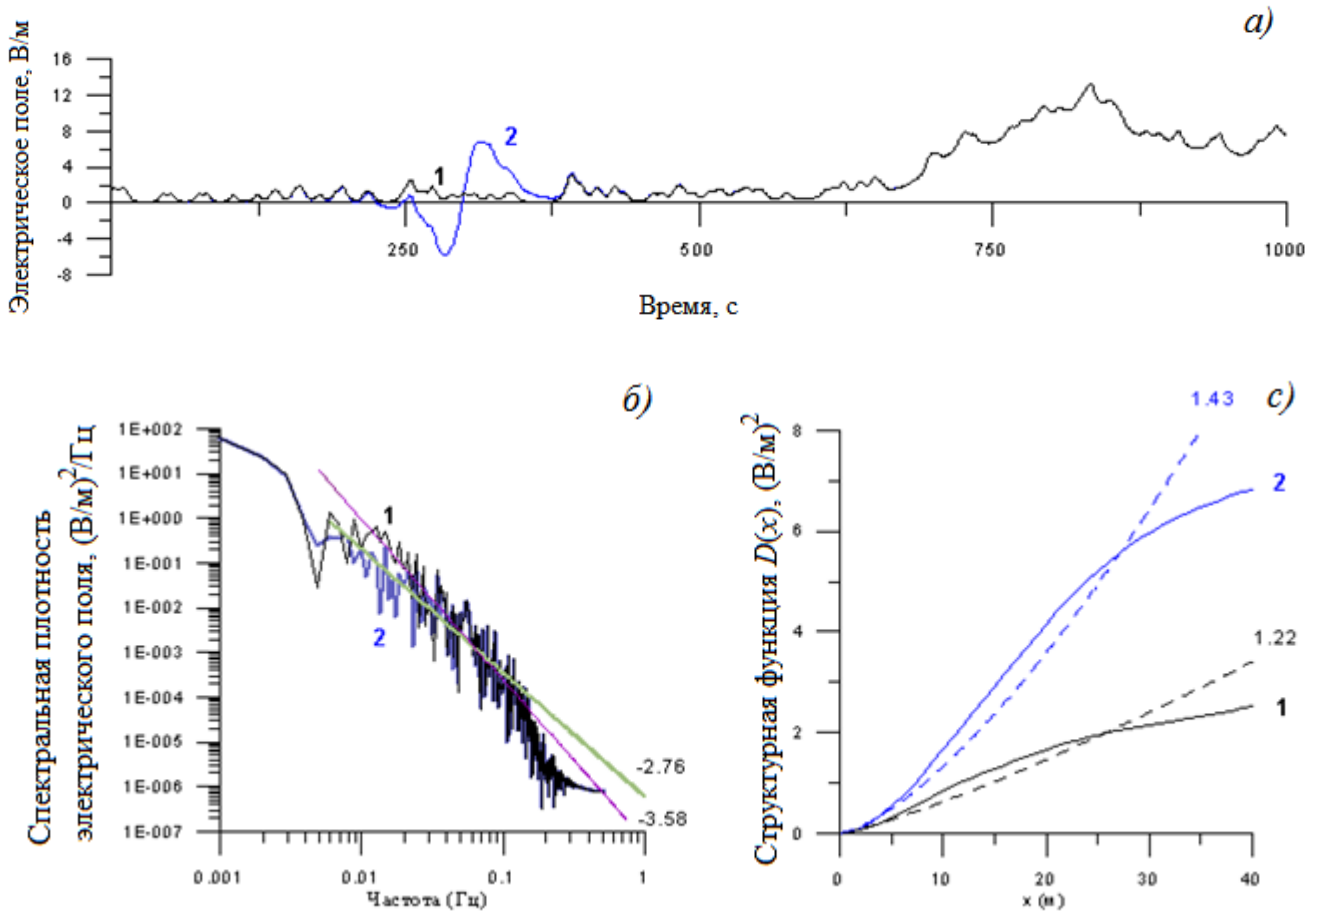 а)
Электрическое поле, В/м
16
12
8
4
0
-4
-8
1
2
250
500
750
1000
Время, с
б)
Спектральная плотность
электрического поля, (В/м)2/Гц
1E+002
1E+001
1E+000
1E-001
1E-002
1E-003
1E-004
1E-005
1E-006
1E-007
1
2
-2.76
-3.58
0.001
0.01
0.1
1
Частота (Гц)
с)
Структурная функция D(x), (В/м)2
8
6
4
2
0
1.43
2
1.22
1
0
10
20
30
40
x (м)